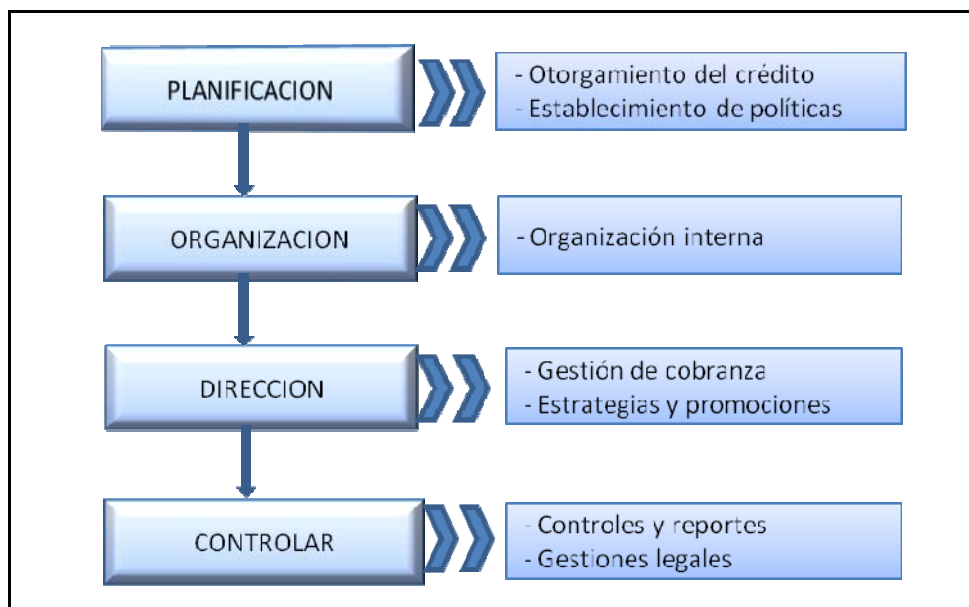 PLANIFICACION
- Otorgamiento del crédito
- Establecimiento de políticas
ORGANIZACION
- Organización interna
DIRECCION
- Gestión de cobranza
- Estrategias y promociones
CONTROLAR
- Controles y reportes
- Gestiones legales